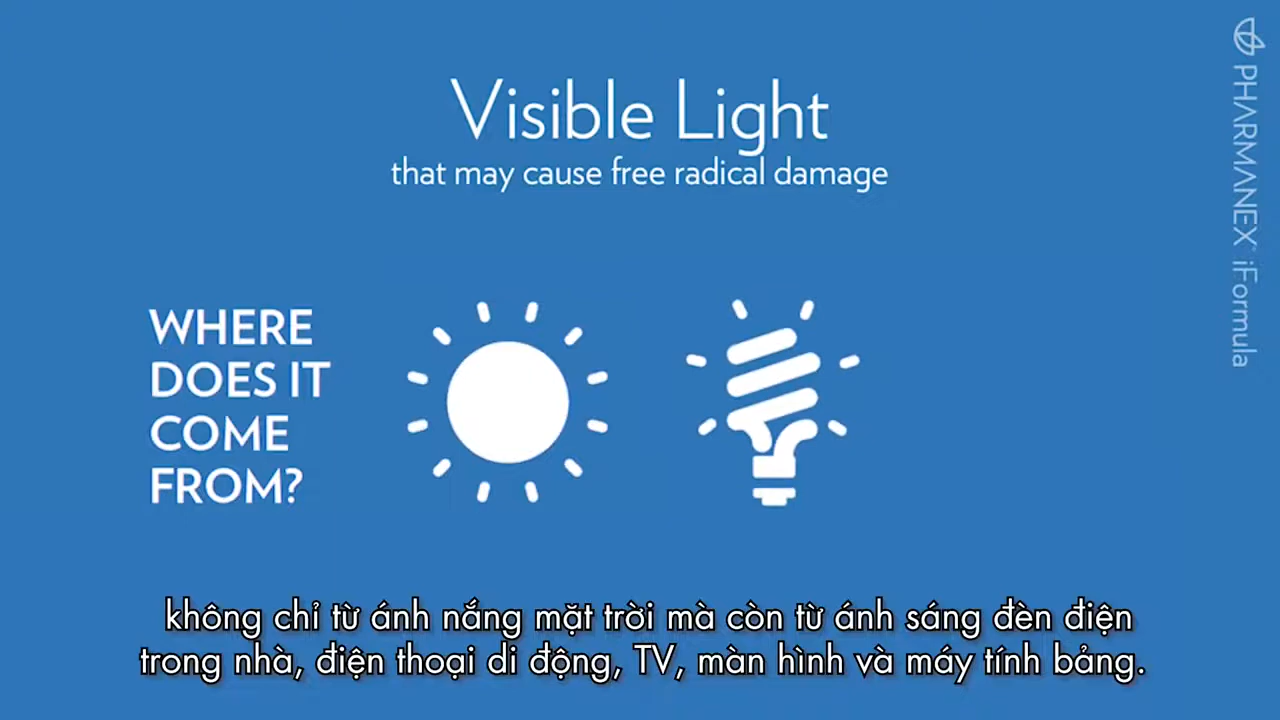 Visible Light
that may cause free radical damage
WHERE
DOES IT
COME
FROM?
PHARMANEX iFormula
không chỉ từ ánh nắng mặt trời mà còn từ ánh sáng đèn điện
trong nhà, điện thoại di động, TV, màn hình và máy tính bảng.